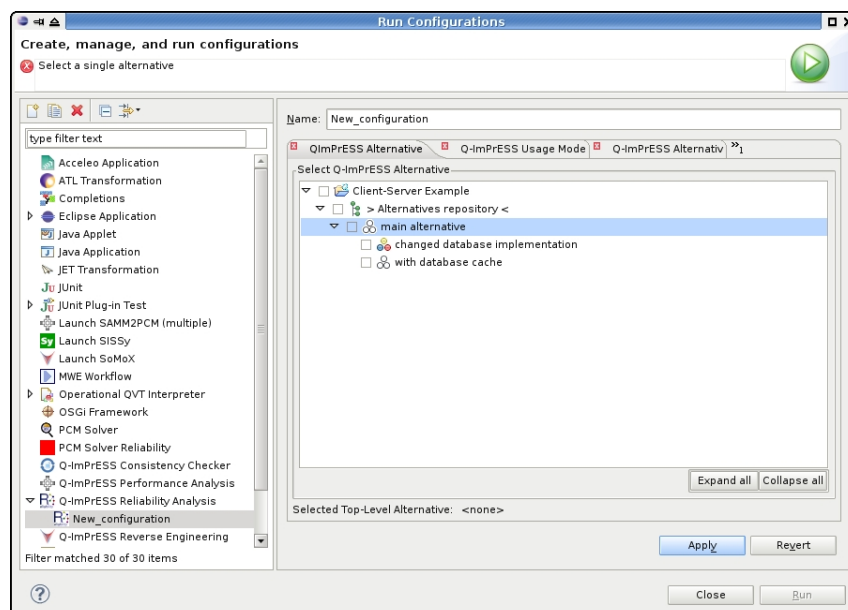 Run Configurations
Create, manage, and run configurations
Select a single alternative
type filter text
Acceleo Application
ATL Transformation
Completions
Eclipse Application
Java Applet
Java Application
JET Transformation
Ju JUnit
Jü JUnit Plug-in Test
Launch SAMM2PCM (multiple)
Sy Launch SISSy
Launch SoMoX
MWE Workflow
Operational QVT Interpreter
OSGi Framework
PCM Solver
PCM Solver Reliability
Q-ImPrESS Consistency Checker
Q-ImPrESS Performance Analysis
R Q-ImPrESS Reliability Analysis
R New_configuration
Q-ImPrESS Reverse Engineering
Filter matched 30 of 30 items
Name: New_configuration
QImPrESS Alternative Q-ImPrESS Usage Mode Q-ImPrESS Alternativ »1
Select Q-ImPrESS Alternative
Client-Server Example
> Alternatives repository <
main alternative
changed database implementation
with database cache
Expand all Collapse all
Selected Top-Level Alternative: <none>
Apply Revert
? Close Run